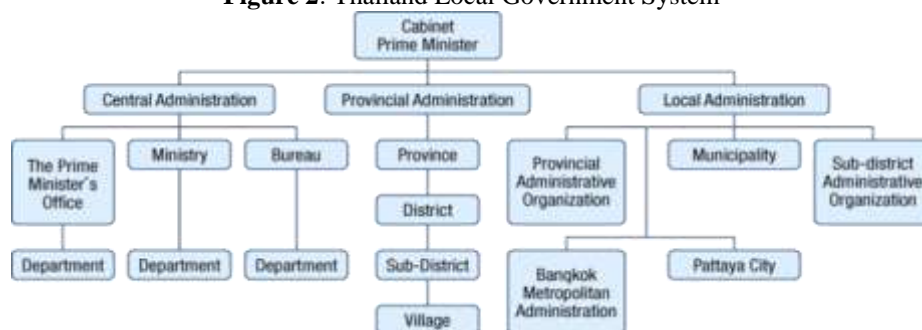 Figure 2. Thailand Local Government System
Cabinet
Prime Minister
Central Administration
Provincial Administration
Local Administration
The Prime
Minister's
Office
Ministry
Bureau
Province
Provincial
Administrative
Organization
Municipality
Sub-district
Administrative
Organization
District
Department
Department
Department
Sub-District
Bangkok
Metropolitan
Administration
Pattaya City
Village